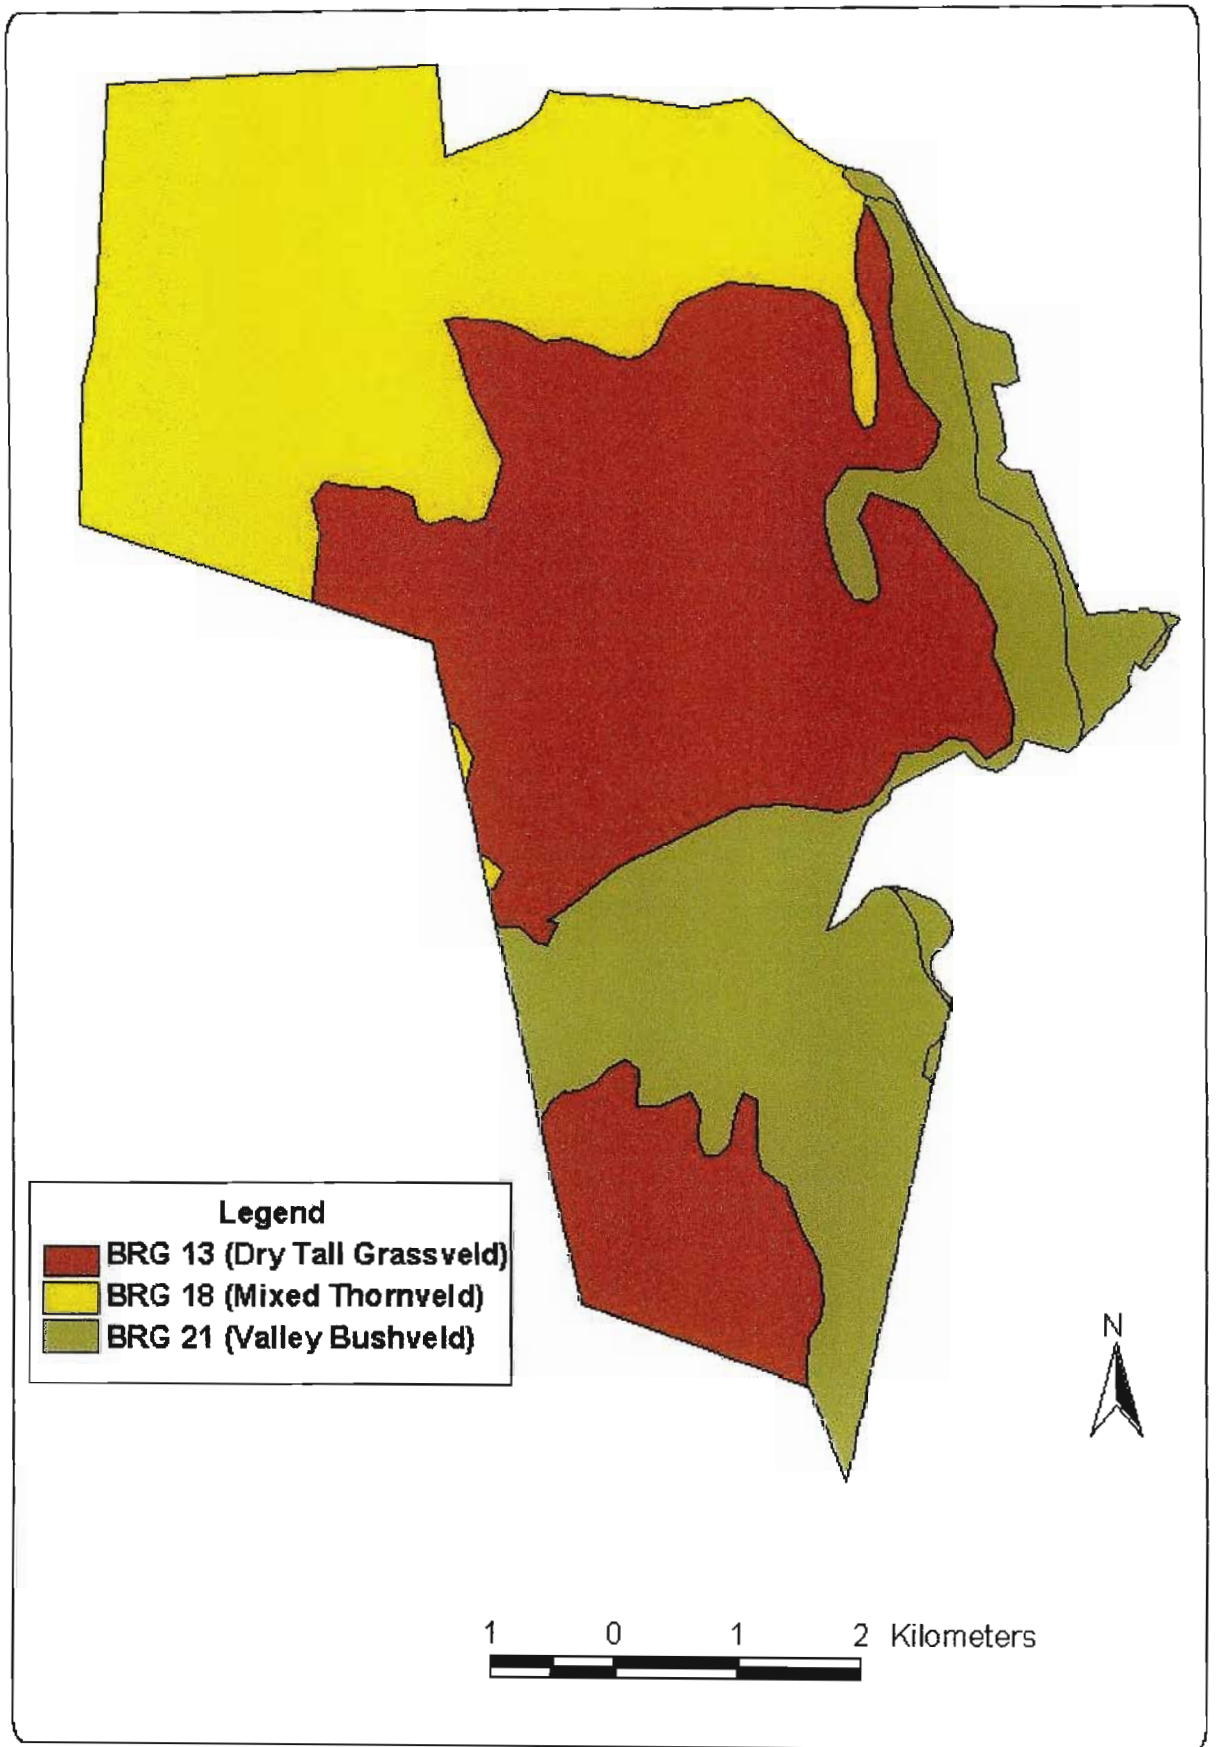 Legend
BRG 13 (Dry Tall Grassveld)
BRG 18 (Mixed Thornveld)
BRG 21 (Valley Bushveld)
N
1 0 1 2 Kilometers